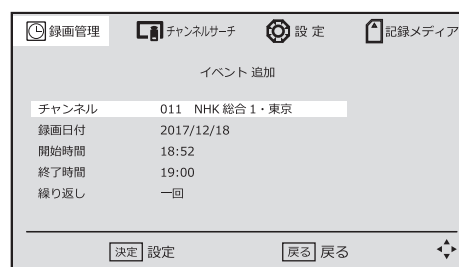 録画管理 チャンネルサーチ 設 定 記録メディア
イベント 追加
チャンネル 011 NHK 総合 1・東京
録画日付 2017/12/18
開始時間 18:52
終了時間 19:00
繰り返し 一回
決定 設定 戻る 戻る